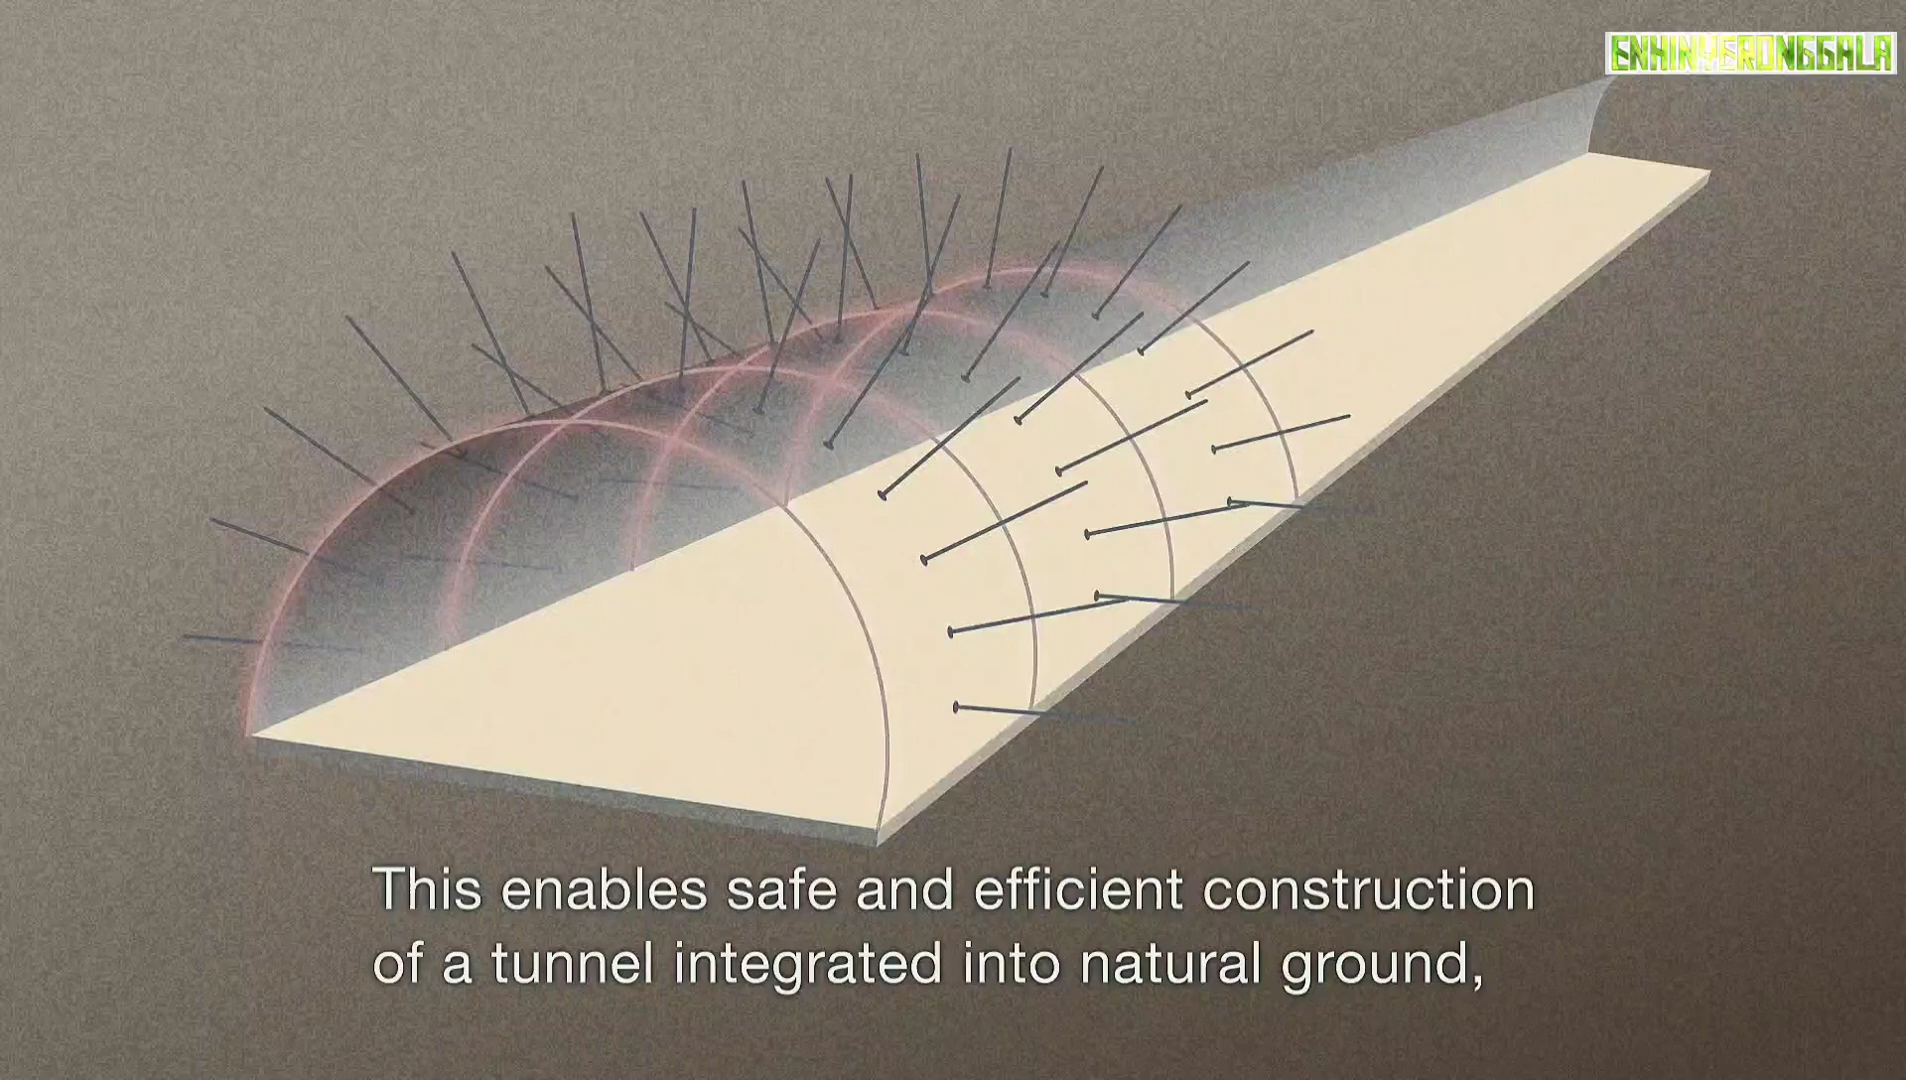 ENHINYERONGGALA
This enables safe and efficient construction
of a tunnel integrated into natural ground,